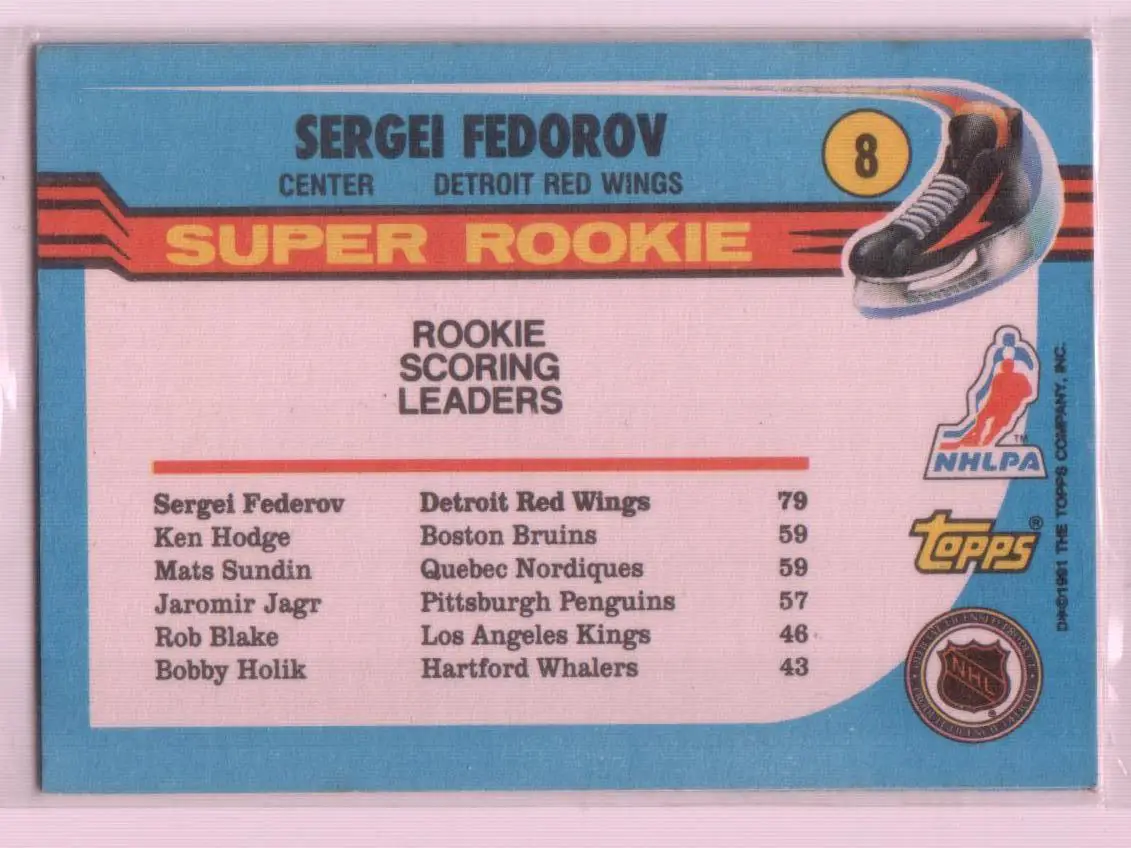 SERGEI FEDOROV
8
CENTER DETROIT RED WINGS
SUPER ROOKIE
ROOKIE
SCORING
LEADERS
Sergei Federov Detroit Red Wings 79
Ken Hodge Boston Bruins 59
Mats Sundin Quebec Nordiques 59
Jaromir Jagr Pittsburgh Penguins 57
Rob Blake Los Angeles Kings 46
Bobby Holik Hartford Whalers 43
TM
NHLPA
Topps®
D*©1991 THE TOPPS COMPANY, INC.
NHL